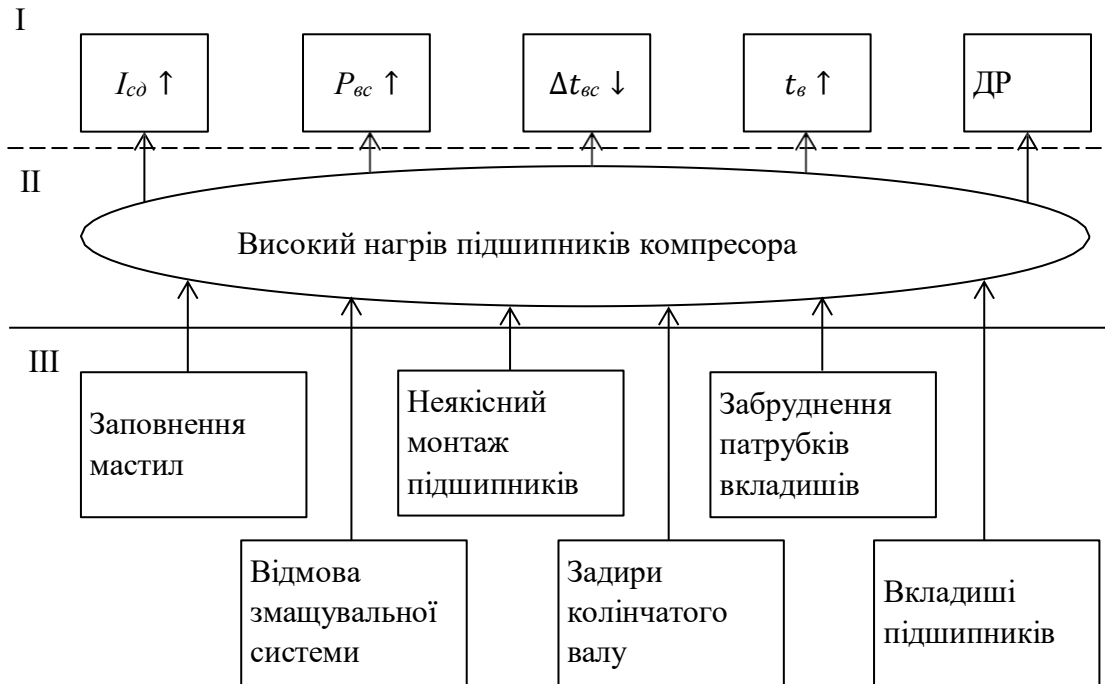 I
Iсд ↑
Pвс ↑
Δtвс ↓
tв ↑
ДР
II
Високий нагрів підшипників компресора
III
Заповнення
мастил
Неякісний
монтаж
підшипників
Забруднення
патрубків
вкладишів
Відмова
змащувальної
системи
Задири
колінчатого
валу
Вкладиші
підшипників